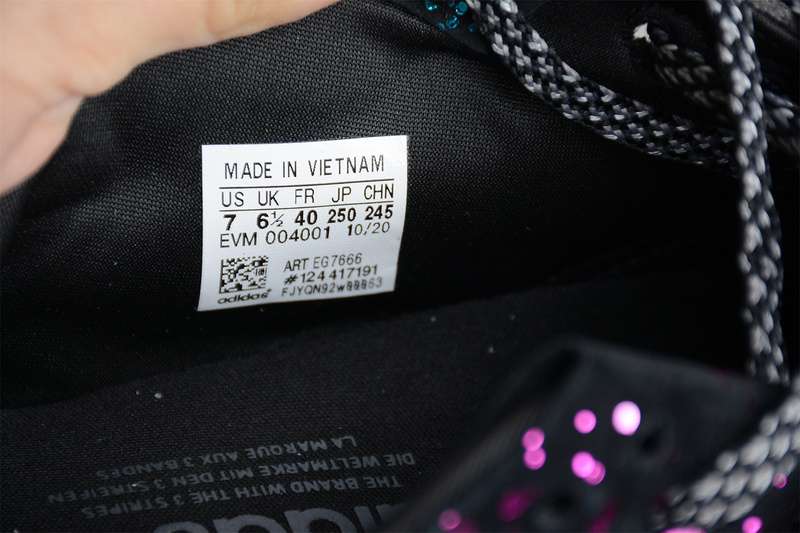 MADE IN VIETNAM
US UK FR JP CHN
7 6½ 40 250 245
EVM 004001 10/20
ART EG7666
#124417191
adidas
LA MARQUE AUX 3 BANDES
DIE WELTMARKE MIT DEN 3 STREIFEN
THE BRAND WITH THE 3 STRIPES